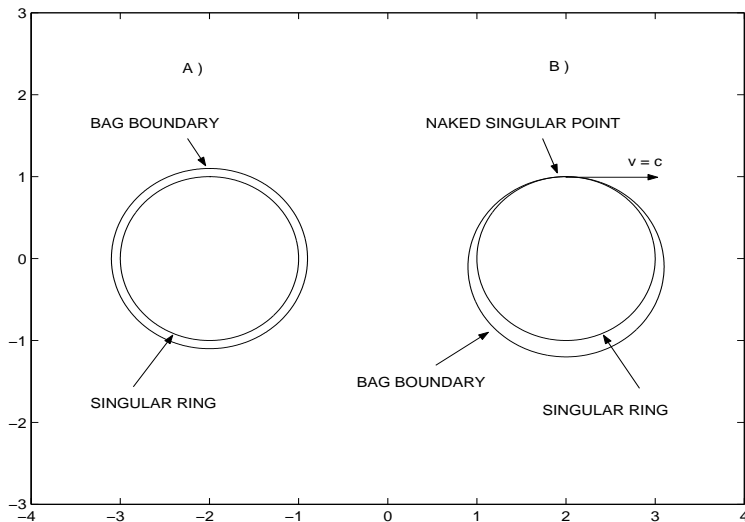 3
2
1
0
−1
−2
−3
−4
−3
−2
−1
0
1
2
3
4
A )
B )
BAG BOUNDARY
NAKED SINGULAR POINT
v = c
BAG BOUNDARY
SINGULAR RING
SINGULAR RING